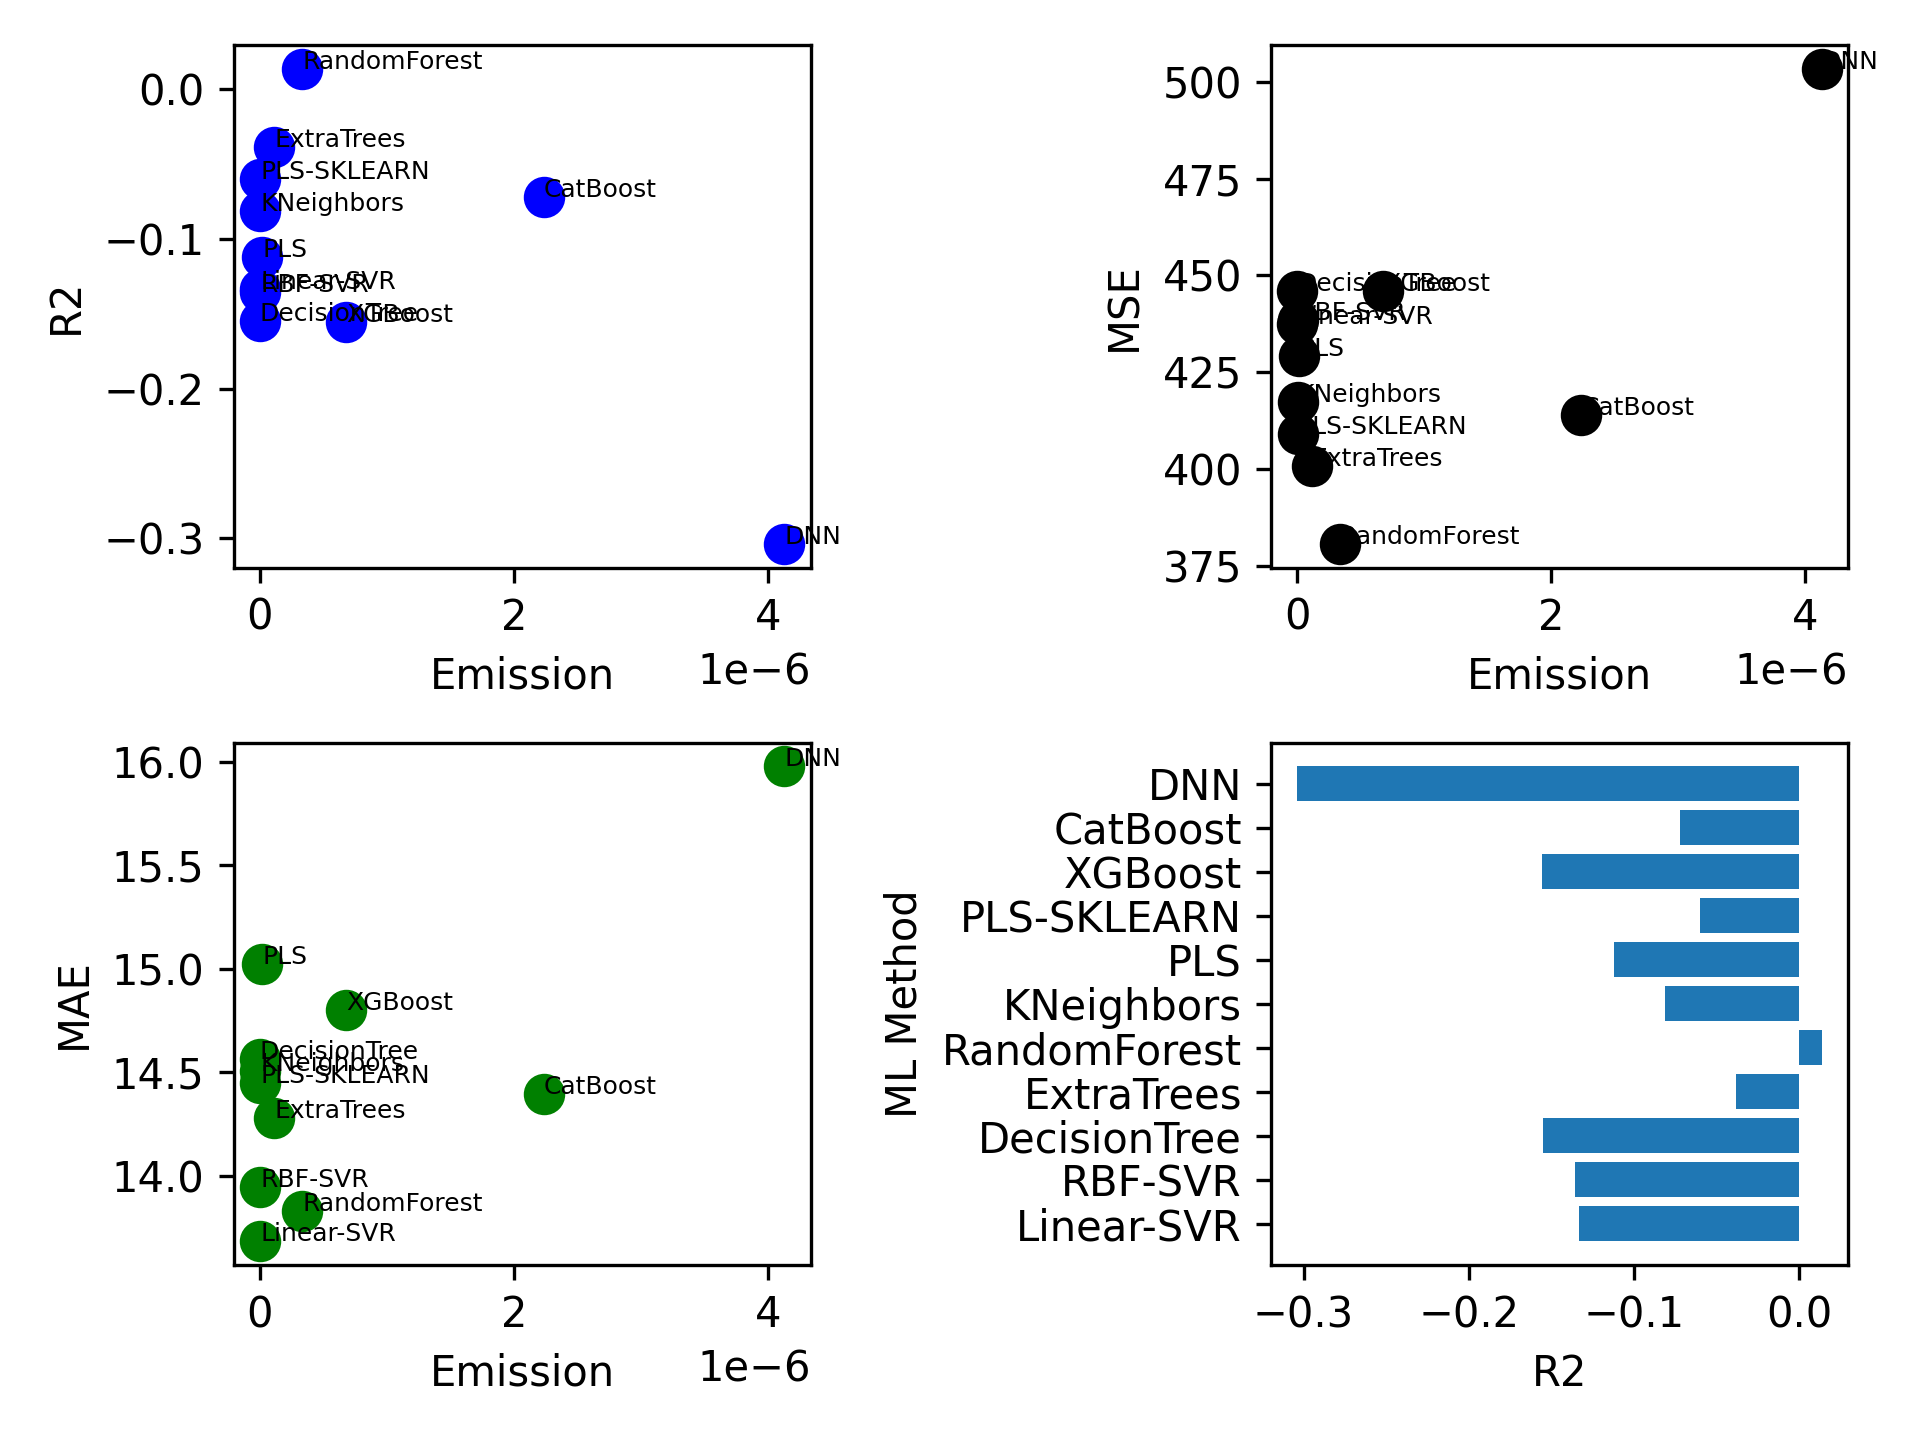 R2
0.0
−0.1
−0.2
−0.3
RandomForest
ExtraTrees
PLS-SKLEARN
KNeighbors
CatBoost
PLS
Linear-SVR
RBF-SVR
DecisionTree
XGBoost
DNN
0 2 4
Emission 1e−6
MSE
500
475
450
425
400
375
DNN
DecisionTree
XGBoost
RBF-SVR
Linear-SVR
PLS
KNeighbors
CatBoost
PLS-SKLEARN
ExtraTrees
RandomForest
0 2 4
Emission 1e−6
MAE
16.0
15.5
15.0
14.5
14.0
DNN
PLS
XGBoost
DecisionTree
KNeighbors
PLS-SKLEARN
CatBoost
ExtraTrees
RBF-SVR
RandomForest
Linear-SVR
0 2 4
Emission 1e−6
ML Method
DNN
CatBoost
XGBoost
PLS-SKLEARN
PLS
KNeighbors
RandomForest
ExtraTrees
DecisionTree
RBF-SVR
Linear-SVR
−0.3 −0.2 −0.1 0.0
R2